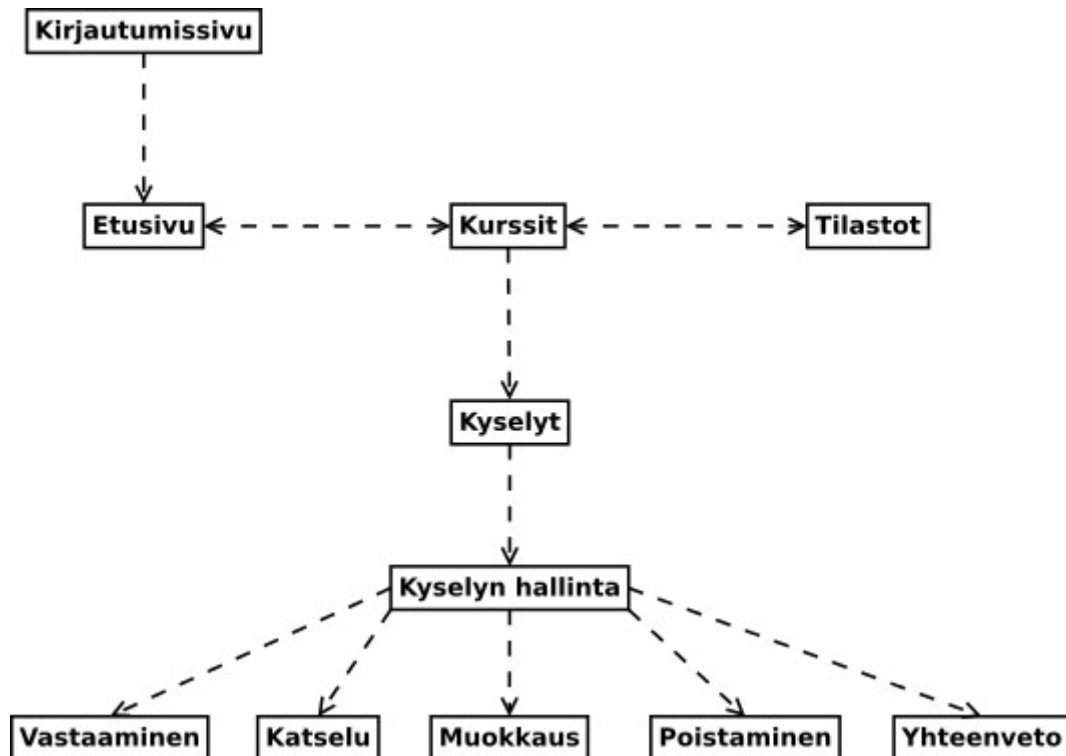 Kirjautumissivu
Etusivu
Kurssit
Tilastot
Kyselyt
Kyselyn hallinta
Vastaaminen
Katselu
Muokkaus
Poistaminen
Yhteenveto